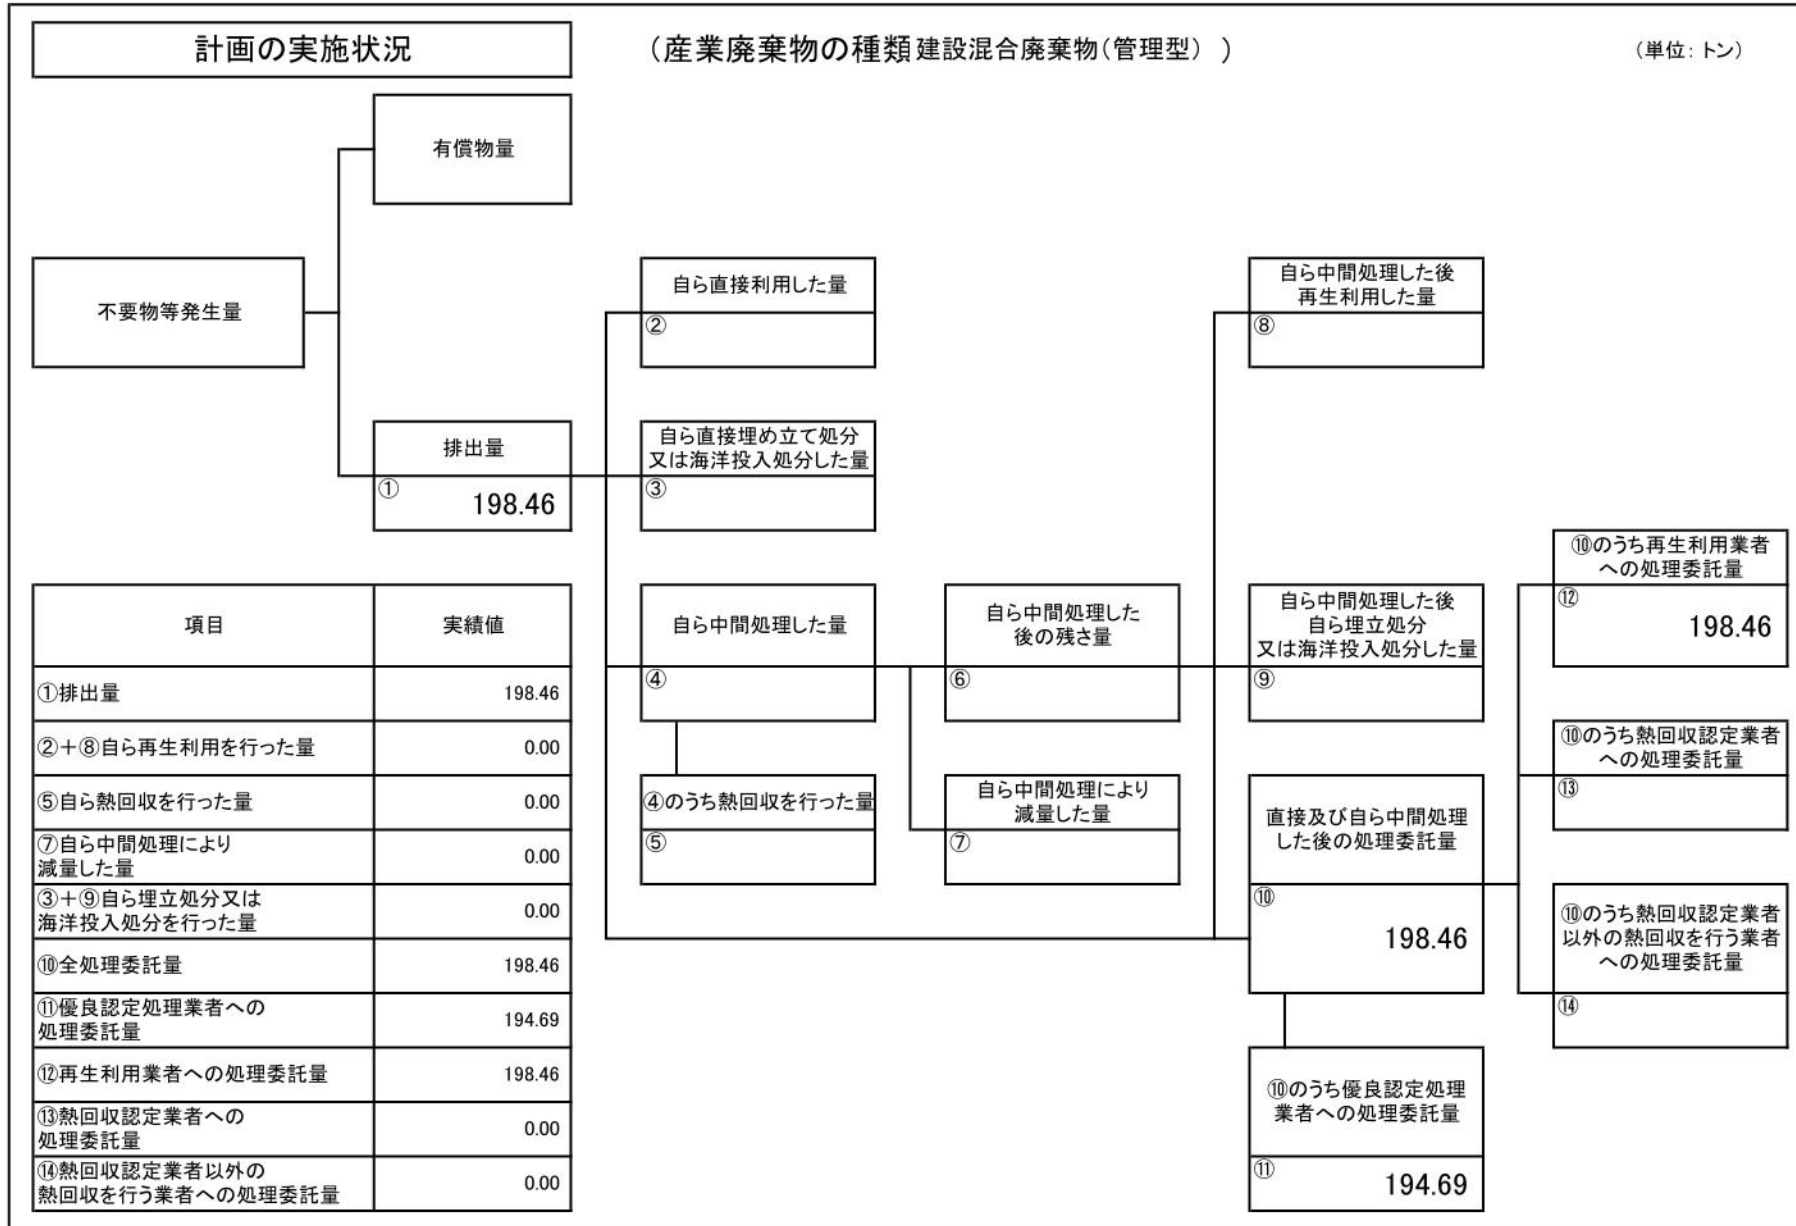 計画の実施状況
（産業廃棄物の種類 建設混合廃棄物（管理型） ）
（単位：トン）
有償物量
不要物等発生量
排出量
①
198.46
自ら直接利用した量
②
自ら直接埋め立て処分
又は海洋投入処分した量
③
自ら中間処理した量
④
④のうち熱回収を行った量
⑤
自ら中間処理した
後の残さ量
⑥
自ら中間処理により
減量した量
⑦
自ら中間処理した後
再生利用した量
⑧
自ら中間処理した後
自ら埋立処分
又は海洋投入処分した量
⑨
直接及び自ら中間処理
した後の処理委託量
⑩
198.46
⑩のうち優良認定処理
業者への処理委託量
⑪
194.69
⑩のうち再生利用業者
への処理委託量
⑫
198.46
⑩のうち熱回収認定業者
への処理委託量
⑬
⑩のうち熱回収認定業者
以外の熱回収を行う業者
への処理委託量
⑭
項目 実績値
①排出量 198.46
②＋⑧自ら再生利用を行った量 0.00
⑤自ら熱回収を行った量 0.00
⑦自ら中間処理により
減量した量 0.00
③＋⑨自ら埋立処分又は
海洋投入処分を行った量 0.00
⑩全処理委託量 198.46
⑪優良認定処理業者への
処理委託量 194.69
⑫再生利用業者への処理委託量 198.46
⑬熱回収認定業者への
処理委託量 0.00
⑭熱回収認定業者以外の
熱回収を行う業者への処理委託量 0.00